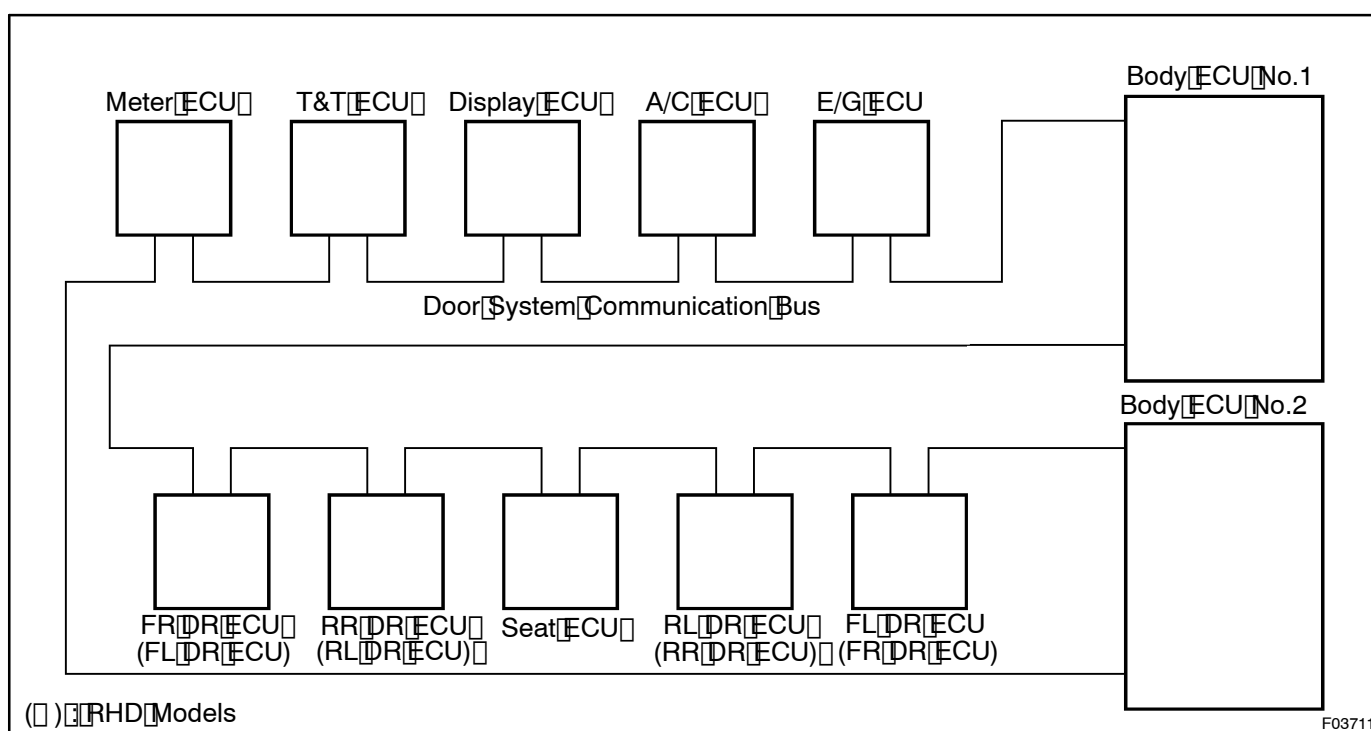 Body ECU No.1
Meter ECU
T&T ECU
Display ECU
A/C ECU
E/G ECU
Door System Communication Bus
Body ECU No.2
FR DR ECU
(FL DR ECU)
RR DR ECU
(RL DR ECU)
Seat ECU
RL DR ECU
(RR DR ECU)
FL DR ECU
(FR DR ECU)
( ) : RHD Models
F03711